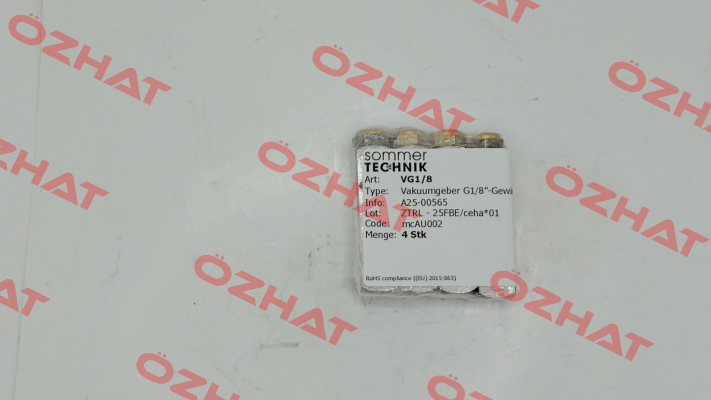 sommer
TECHNIK
Art: VG1/8
Type: Vakuumgeber G1/8"-Gewi
Info: A25-00565
Lot: ZTRL - 25FBE/ceha*01
Code: mcAU002
Menge: 4 Stk
RoHS compliance ((EU) 2015/863)
ÖZHAT
ÖZHAT
ÖZHAT
ÖZHAT
ÖZHAT
ÖZHAT
ÖZHAT
ÖZHAT
ÖZHAT
ÖZHAT
ÖZHAT